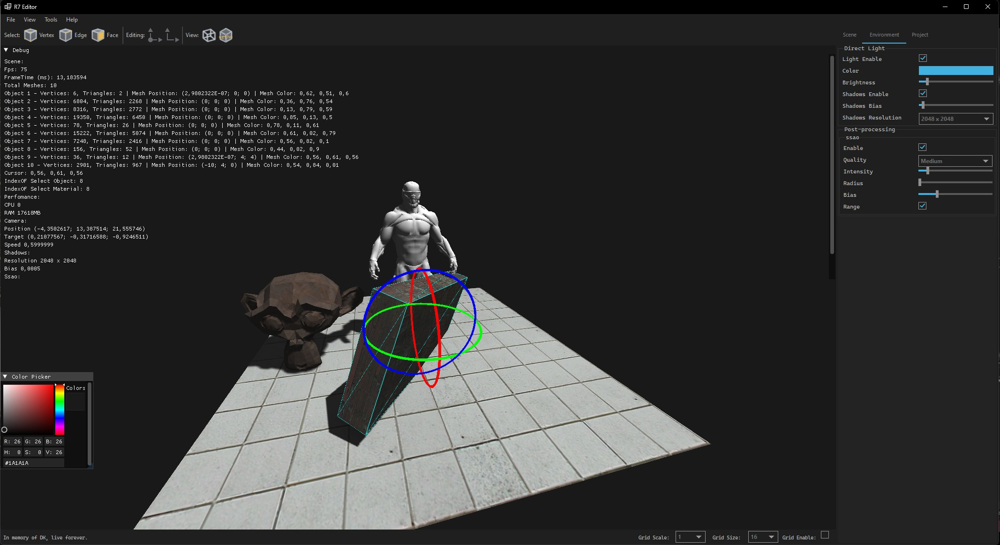 R7 Editor
File View Tools Help
Select: Vertex Edge Face Editing: View: ortho
Scene Environment Project
Debug
Scene:
Fps: 75
FrameTime (ms): 13,183594
Total Meshes: 10
Object 1 - Vertices: 6, Triangles: 2 | Mesh Position: (2,9802322E-07; 0; 0) | Mesh Color: 0,62, 0,51, 0,6
Object 2 - Vertices: 6804, Triangles: 2268 | Mesh Position: (0; 0; 0) | Mesh Color: 0,36, 0,76, 0,54
Object 3 - Vertices: 8316, Triangles: 2772 | Mesh Position: (0; 0; 0) | Mesh Color: 0,13, 0,79, 0,59
Object 4 - Vertices: 19350, Triangles: 6450 | Mesh Position: (0; 0; 0) | Mesh Color: 0,85, 0,13, 0,5
Object 5 - Vertices: 78, Triangles: 26 | Mesh Position: (0; 0; 0) | Mesh Color: 0,78, 0,11, 0,61
Object 6 - Vertices: 15222, Triangles: 5074 | Mesh Position: (0; 0; 0) | Mesh Color: 0,61, 0,02, 0,79
Object 7 - Vertices: 7248, Triangles: 2416 | Mesh Position: (0; 0; 0) | Mesh Color: 0,56, 0,82, 0,1
Object 8 - Vertices: 156, Triangles: 52 | Mesh Position: (0; 0; 0) | Mesh Color: 0,44, 0,02, 0,9
Object 9 - Vertices: 36, Triangles: 12 | Mesh Position: (2,9802322E-07; 4; 4) | Mesh Color: 0,56, 0,61, 0,56
Object 10 - Vertices: 2901, Triangles: 967 | Mesh Position: (-10; 4; 0) | Mesh Color: 0,54, 0,84, 0,01
Cursor: 0,56, 0,61, 0,56
IndexOF Select Object: 8
IndexOF Select Material: 8
Perfomance:
CPU 0
RAM 17618MB
Camera:
Position (-4,3502617; 13,387514; 21,555746)
Target (0,21077567; -0,31716588; -0,9246511)
Speed 0,5999999
Shadows:
Resolution 2048 x 2048
Bias 0,0005
Ssao:
Direct Light
Light Enable
Color
Brightness
Shadows Enable
Shadows Bias
Shadows Resolution 2048 x 2048
Post-processing
ssao
Enable
Quality Medium
Intensity
Radius
Bias
Range
Color Picker
Colors
R: 26 G: 26 B: 26
H: 0 S: 0 V: 26
#1A1A1A
In memory of DK, live forever.
Grid Scale: 1 Grid Size: 16 Grid Enable: